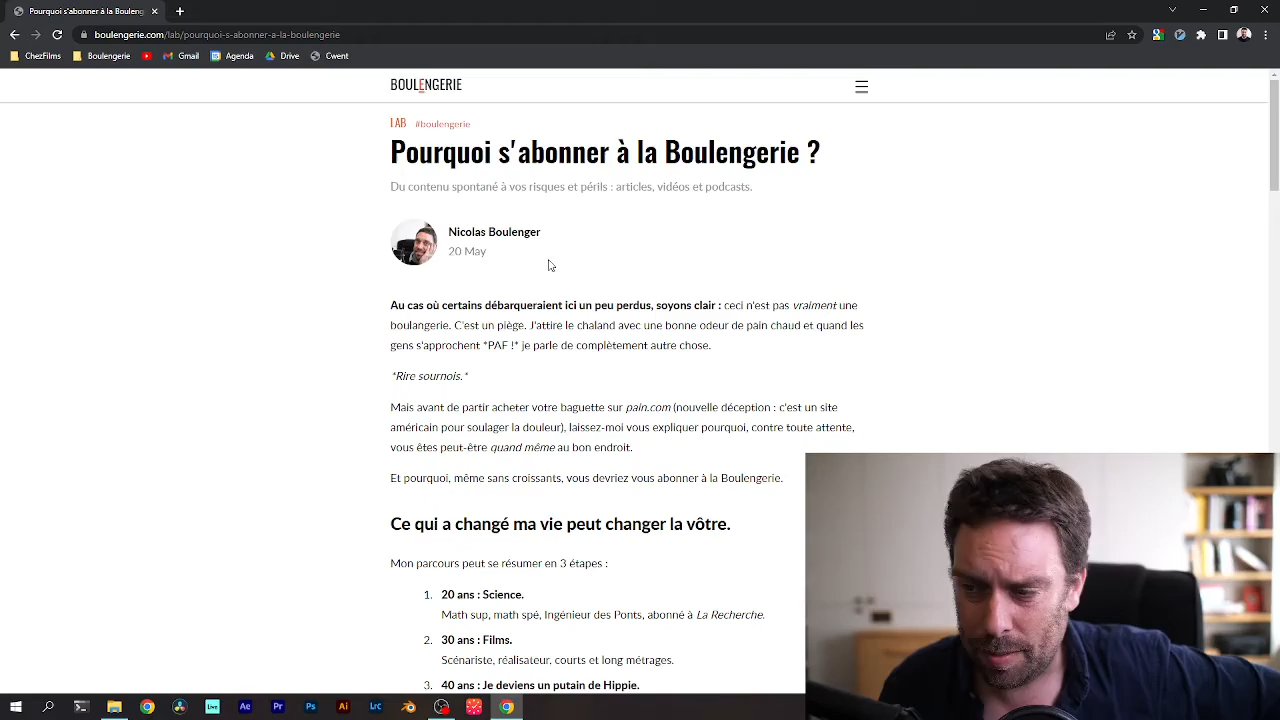 Pourquoi s'abonner à la Bouleng
boulengerie.com/lab/pourquoi-s-abonner-a-la-boulengerie
ChezFilms Boulengerie Gmail Agenda Drive Cwent
BOULENGERIE
LAB #boulengerie
Pourquoi s'abonner à la Boulengerie ?
Du contenu spontané à vos risques et périls : articles, vidéos et podcasts.
Nicolas Boulenger
20 May
Au cas où certains débarqueraient ici un peu perdus, soyons clair : ceci n'est pas vraiment une
boulangerie. C'est un piège. J'attire le chaland avec une bonne odeur de pain chaud et quand les
gens s'approchent *PAF !* je parle de complètement autre chose.
*Rire sournois.*
Mais avant de partir acheter votre baguette sur pain.com (nouvelle déception : c'est un site
américain pour soulager la douleur), laissez-moi vous expliquer pourquoi, contre toute attente,
vous êtes peut-être quand même au bon endroit.
Et pourquoi, même sans croissants, vous devriez vous abonner à la Boulengerie.
Ce qui a changé ma vie peut changer la vôtre.
Mon parcours peut se résumer en 3 étapes :
1. 20 ans : Science.
Math sup, math spé, Ingénieur des Ponts, abonné à La Recherche.
2. 30 ans : Films.
Scénariste, réalisateur, courts et long métrages.
3. 40 ans : Je deviens un putain de Hippie.
Live Ae Pr Ps Ai Lrc